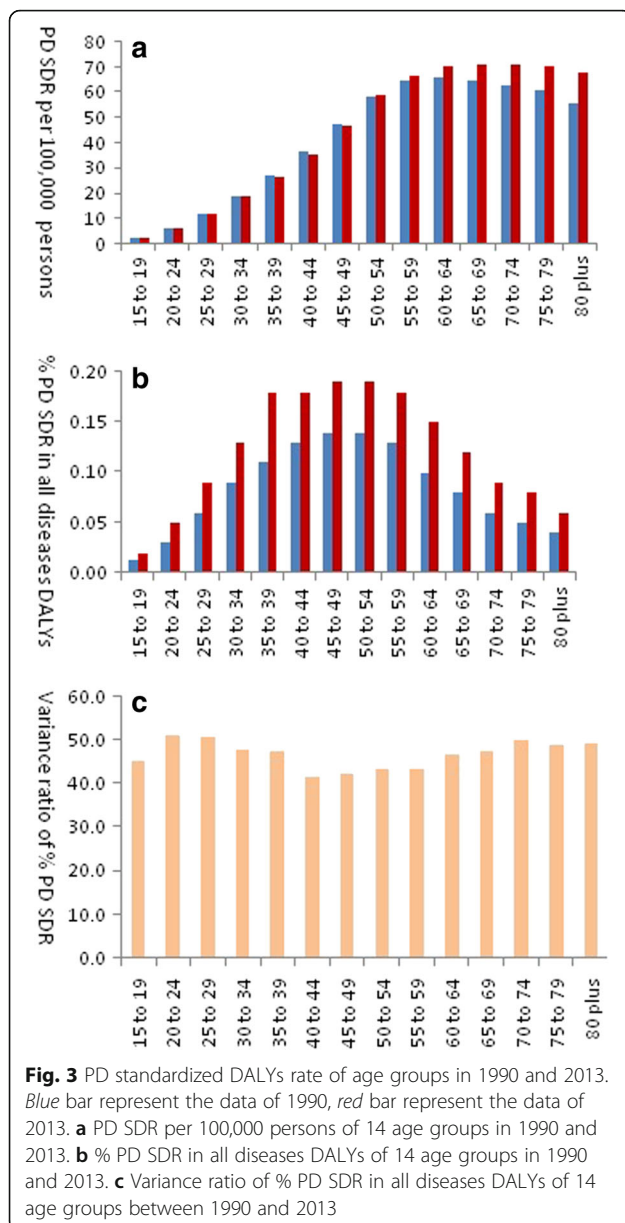 a
PD SDR per 100,000 persons
80
70
60
50
40
30
20
10
0
15 to 19
20 to 24
25 to 29
30 to 34
35 to 39
40 to 44
45 to 49
50 to 54
55 to 59
60 to 64
65 to 69
70 to 74
75 to 79
80 plus
b
% PD SDR in all diseases DALYs
0.20
0.15
0.10
0.05
0.00
15 to 19
20 to 24
25 to 29
30 to 34
35 to 39
40 to 44
45 to 49
50 to 54
55 to 59
60 to 64
65 to 69
70 to 74
75 to 79
80 plus
c
Variance ratio of % PD SDR
60.0
50.0
40.0
30.0
20.0
10.0
0.0
15 to 19
20 to 24
25 to 29
30 to 34
35 to 39
40 to 44
45 to 49
50 to 54
55 to 59
60 to 64
65 to 69
70 to 74
75 to 79
80 plus
Fig. 3 PD standardized DALYs rate of age groups in 1990 and 2013.
Blue bar represent the data of 1990, red bar represent the data of
2013. a PD SDR per 100,000 persons of 14 age groups in 1990 and
2013. b % PD SDR in all diseases DALYs of 14 age groups in 1990
and 2013. c Variance ratio of % PD SDR in all diseases DALYs of 14
age groups between 1990 and 2013